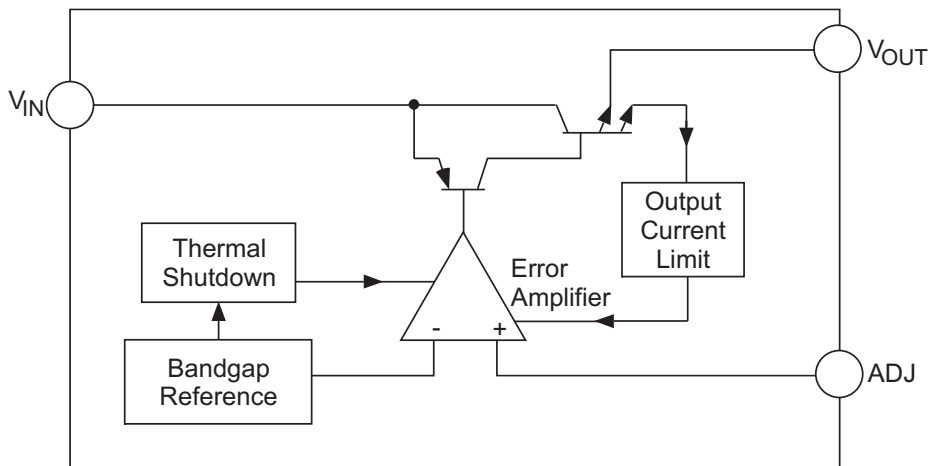 VOUT
VIN
Output
Current
Limit
Thermal
Shutdown
Error
Amplifier
- +
Bandgap
Reference
ADJ